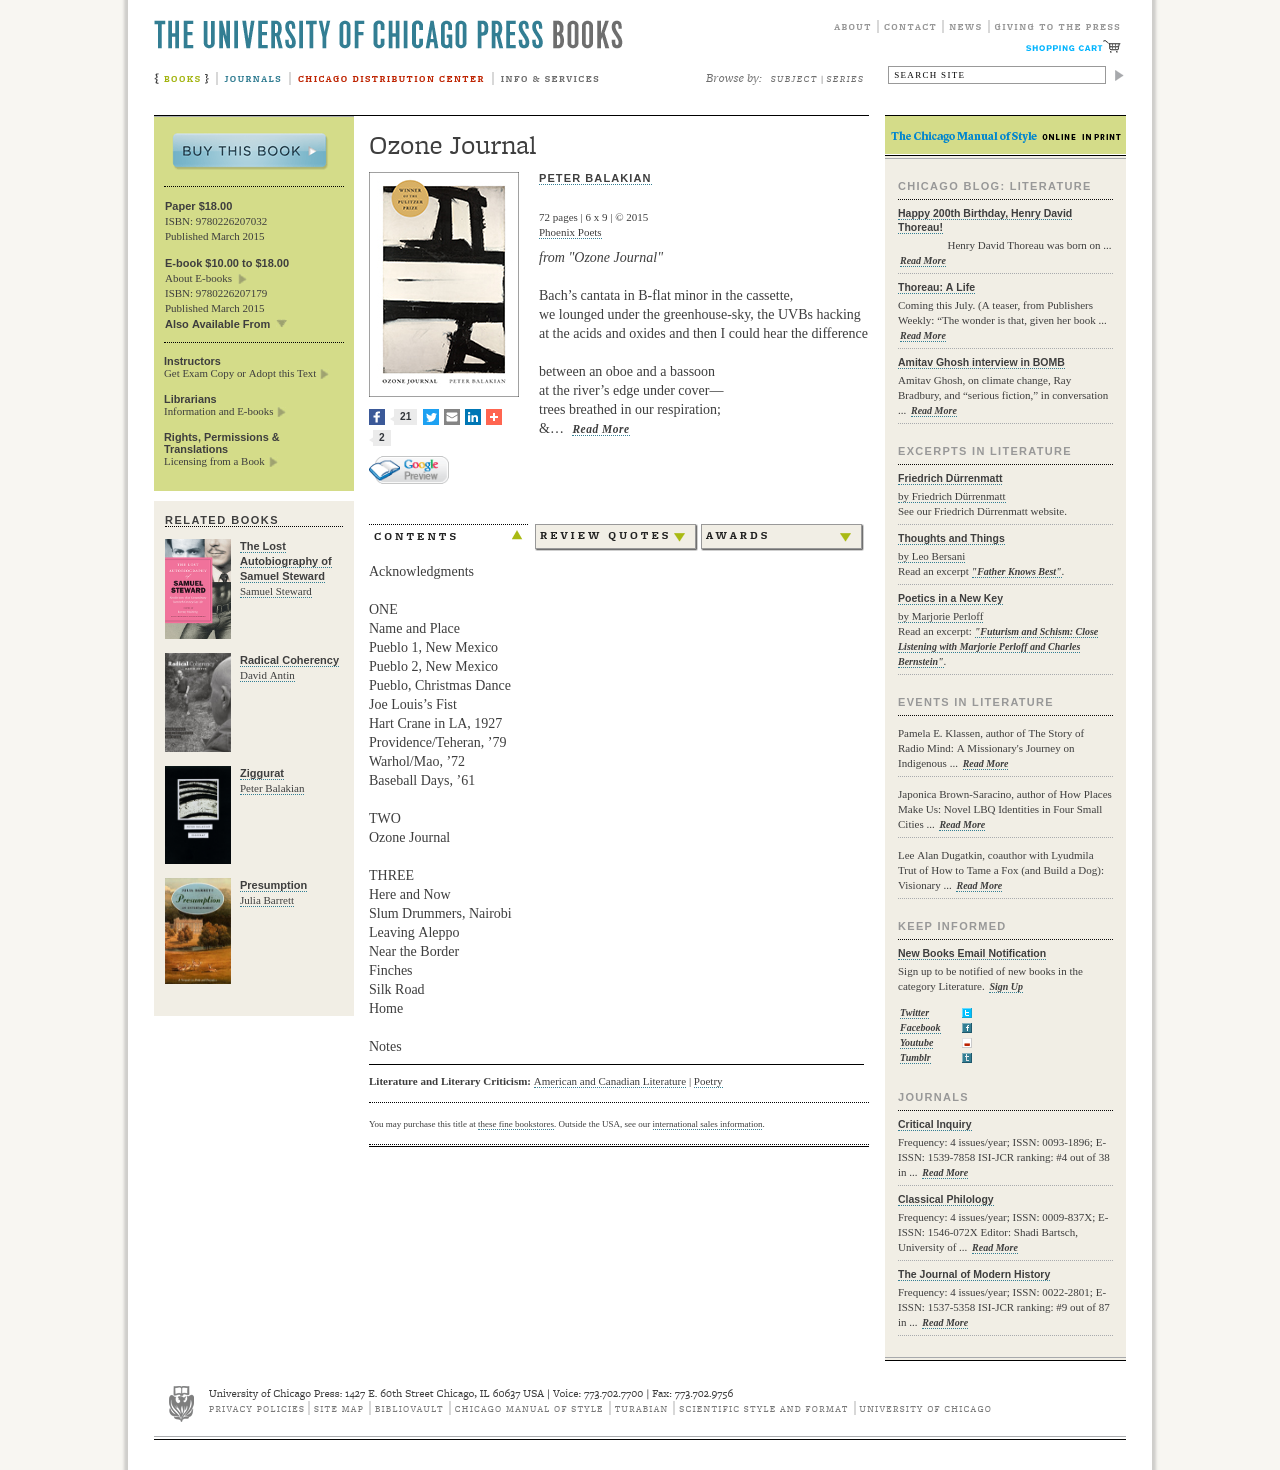 THE UNIVERSITY OF CHICAGO PRESS BOOKS
ABOUT | CONTACT | NEWS | GIVING TO THE PRESS
SHOPPING CART
{ BOOKS } | JOURNALS | CHICAGO DISTRIBUTION CENTER | INFO & SERVICES
Browse by: SUBJECT | SERIES
SEARCH SITE
BUY THIS BOOK
Paper $18.00
ISBN: 9780226207032
Published March 2015
E-book $10.00 to $18.00
About E-books
ISBN: 9780226207179
Published March 2015
Also Available From
Instructors
Get Exam Copy or Adopt this Text
Librarians
Information and E-books
Rights, Permissions &
Translations
Licensing from a Book
RELATED BOOKS
SAMUEL
STEWARD
The Lost
Autobiography of
Samuel Steward
Samuel Steward
Radical Coherency
Radical Coherency
David Antin
Ziggurat
Peter Balakian
Presumption
Presumption
Julia Barrett
Ozone Journal
WINNER
OF THE
PULITZER
PRIZE
OZONE JOURNAL PETER BALAKIAN
21
2
Google
Preview
PETER BALAKIAN
72 pages | 6 x 9 | © 2015
Phoenix Poets
from "Ozone Journal"
Bach’s cantata in B-flat minor in the cassette,
we lounged under the greenhouse-sky, the UVBs hacking
at the acids and oxides and then I could hear the difference
between an oboe and a bassoon
at the river’s edge under cover—
trees breathed in our respiration;
&… Read More
CONTENTS
REVIEW QUOTES
AWARDS
Acknowledgments
ONE
Name and Place
Pueblo 1, New Mexico
Pueblo 2, New Mexico
Pueblo, Christmas Dance
Joe Louis’s Fist
Hart Crane in LA, 1927
Providence/Teheran, ’79
Warhol/Mao, ’72
Baseball Days, ’61
TWO
Ozone Journal
THREE
Here and Now
Slum Drummers, Nairobi
Leaving Aleppo
Near the Border
Finches
Silk Road
Home
Notes
Literature and Literary Criticism: American and Canadian Literature | Poetry
You may purchase this title at these fine bookstores. Outside the USA, see our international sales information.
The Chicago Manual of Style ONLINE IN PRINT
CHICAGO BLOG: LITERATURE
Happy 200th Birthday, Henry David
Thoreau!
Henry David Thoreau was born on ...
Read More
Thoreau: A Life
Coming this July. (A teaser, from Publishers
Weekly: “The wonder is that, given her book ...
Read More
Amitav Ghosh interview in BOMB
Amitav Ghosh, on climate change, Ray
Bradbury, and “serious fiction,” in conversation
... Read More
EXCERPTS IN LITERATURE
Friedrich Dürrenmatt
by Friedrich Dürrenmatt
See our Friedrich Dürrenmatt website.
Thoughts and Things
by Leo Bersani
Read an excerpt "Father Knows Best".
Poetics in a New Key
by Marjorie Perloff
Read an excerpt: "Futurism and Schism: Close
Listening with Marjorie Perloff and Charles
Bernstein".
EVENTS IN LITERATURE
Pamela E. Klassen, author of The Story of
Radio Mind: A Missionary's Journey on
Indigenous ... Read More
Japonica Brown-Saracino, author of How Places
Make Us: Novel LBQ Identities in Four Small
Cities ... Read More
Lee Alan Dugatkin, coauthor with Lyudmila
Trut of How to Tame a Fox (and Build a Dog):
Visionary ... Read More
KEEP INFORMED
New Books Email Notification
Sign up to be notified of new books in the
category Literature. Sign Up
Twitter
Facebook
Youtube
Tumblr
JOURNALS
Critical Inquiry
Frequency: 4 issues/year; ISSN: 0093-1896; E-
ISSN: 1539-7858 ISI-JCR ranking: #4 out of 38
in ... Read More
Classical Philology
Frequency: 4 issues/year; ISSN: 0009-837X; E-
ISSN: 1546-072X Editor: Shadi Bartsch,
University of ... Read More
The Journal of Modern History
Frequency: 4 issues/year; ISSN: 0022-2801; E-
ISSN: 1537-5358 ISI-JCR ranking: #9 out of 87
in ... Read More
University of Chicago Press: 1427 E. 60th Street Chicago, IL 60637 USA | Voice: 773.702.7700 | Fax: 773.702.9756
PRIVACY POLICIES | SITE MAP | BIBLIOVAULT | CHICAGO MANUAL OF STYLE | TURABIAN | SCIENTIFIC STYLE AND FORMAT | UNIVERSITY OF CHICAGO